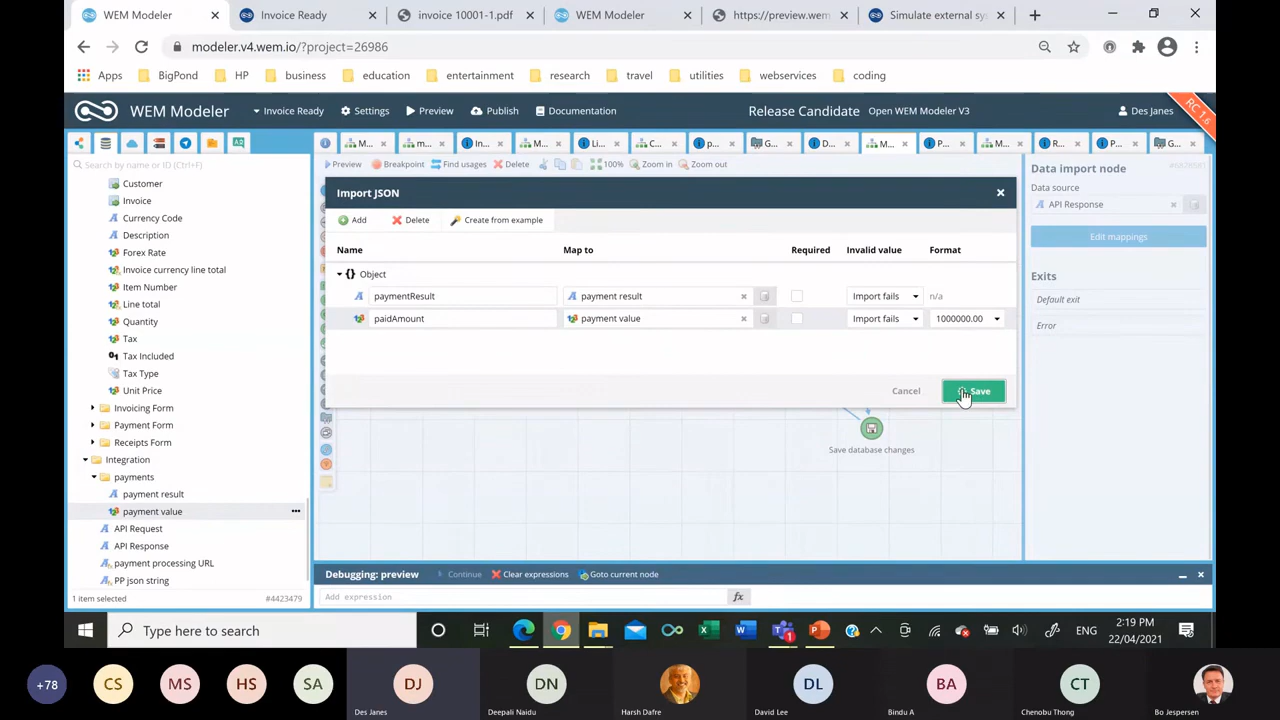 WEM Modeler
Invoice Ready
invoice 10001-1.pdf
WEM Modeler
https://preview.wem
Simulate external sy
modeler.v4.wem.io/?project=26986
Apps
BigPond
HP
business
education
entertainment
research
travel
utilities
webservices
coding
WEM Modeler
Invoice Ready
Settings
Preview
Publish
Documentation
Release Candidate
Open WEM Modeler V3
Des Janes
RC 1.6
M...
m...
In...
M...
Li...
C...
p...
G...
D...
M...
P...
M...
R...
P...
G...
Search by name or ID (Ctrl+F)
Preview
Breakpoint
Find usages
Delete
100%
Zoom in
Zoom out
Customer
Invoice
Currency Code
Description
Forex Rate
Invoice currency line total
Item Number
Line total
Quantity
Tax
Tax Included
Tax Type
Unit Price
Invoicing Form
Payment Form
Receipts Form
Integration
payments
payment result
payment value
API Request
API Response
payment processing URL
PP json string
1 item selected
#4423479
Import JSON
Add
Delete
Create from example
Name
Map to
Required
Invalid value
Format
Object
paymentResult
payment result
Import fails
n/a
paidAmount
payment value
Import fails
1000000.00
Cancel
Save
Save database changes
Data import node
Data source
API Response
Edit mappings
Exits
Default exit
Error
Debugging: preview
Continue
Clear expressions
Goto current node
Add expression
fx
Type here to search
ENG
2:19 PM
22/04/2021
+78
CS
MS
HS
SA
DJ
Des Janes
DN
Deepali Naidu
Harsh Dafre
DL
David Lee
BA
Bindu A
CT
Chenobu Thong
Bo Jespersen